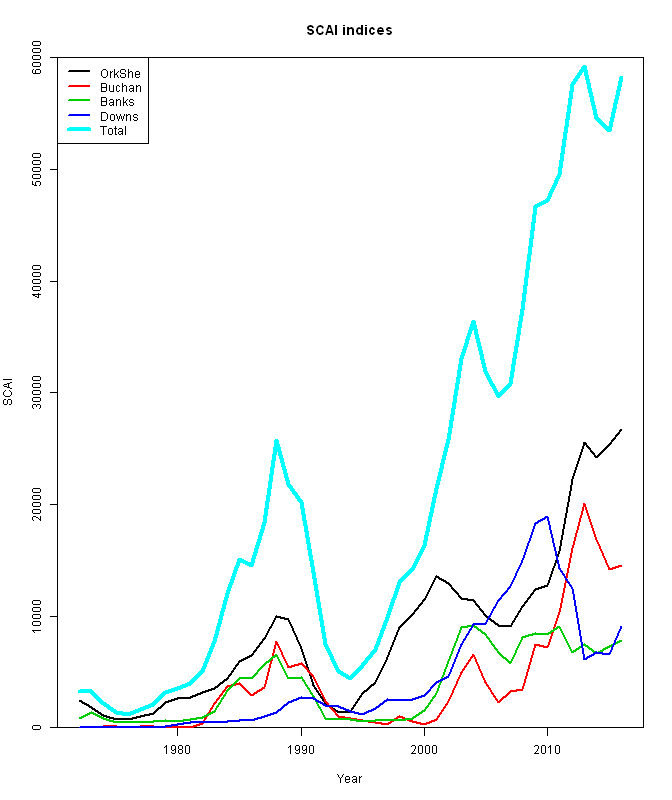 SCAI indices
OrkShe
Buchan
Banks
Downs
Total
60000
50000
40000
30000
20000
10000
0
SCAI
1980 1990 2000 2010
Year